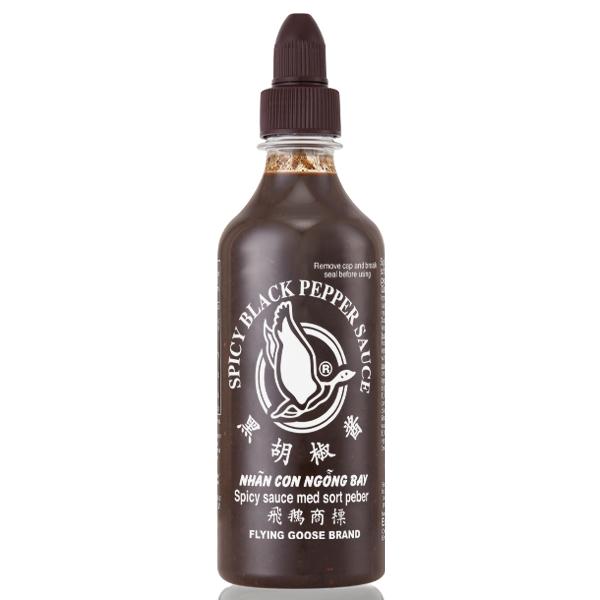 Remove cap and break
seal before using
SPICY BLACK PEPPER SAUCE
®
黑胡椒醬
NHÃN CON NGỖNG BAY
Spicy sauce med sort peber
飛鵝商標
FLYING GOOSE BRAND